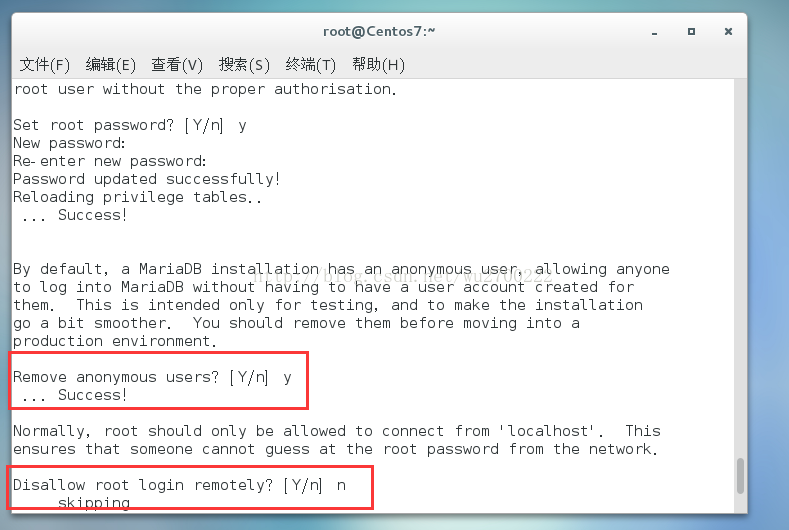 root@Centos7:~
文件(F) 编辑(E) 查看(V) 搜索(S) 终端(T) 帮助(H)
root user without the proper authorisation.
Set root password? [Y/n] y
New password:
Re-enter new password:
Password updated successfully!
Reloading privilege tables..
... Success!
By default, a MariaDB installation has an anonymous user, allowing anyone
http://blog.csdn.net/wu2700222
to log into MariaDB without having to have a user account created for
them.  This is intended only for testing, and to make the installation
go a bit smoother.  You should remove them before moving into a
production environment.
Remove anonymous users? [Y/n] y
... Success!
Normally, root should only be allowed to connect from 'localhost'.  This
ensures that someone cannot guess at the root password from the network.
Disallow root login remotely? [Y/n] n
skipping